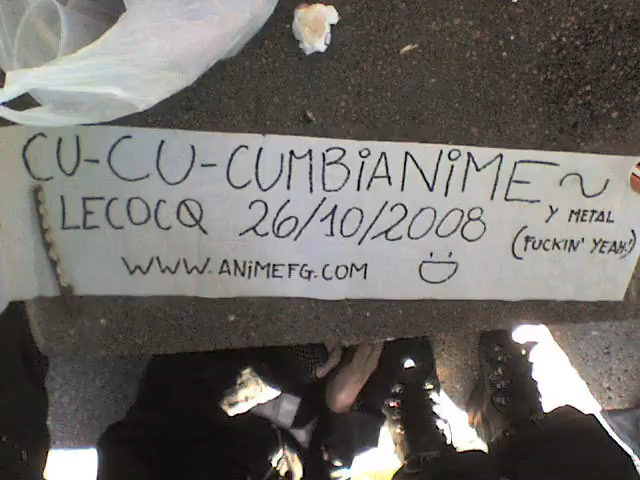 CU-CU-CUMBiANiME~
LECOCQ 26/10/2008
Y METAL
(FUCKIN' YEAH!)
WWW.ANiMEFG.COM